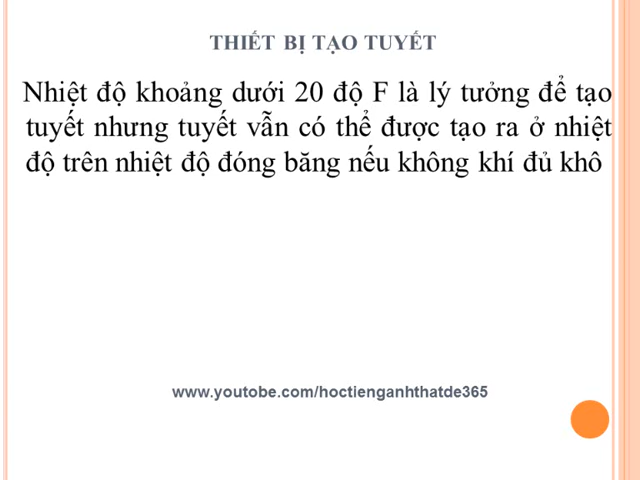 THIẾT BỊ TẠO TUYẾT
Nhiệt độ khoảng dưới 20 độ F là lý tưởng để tạo
tuyết nhưng tuyết vẫn có thể được tạo ra ở nhiệt
độ trên nhiệt độ đóng băng nếu không khí đủ khô
www.youtobe.com/hoctienganhthatde365